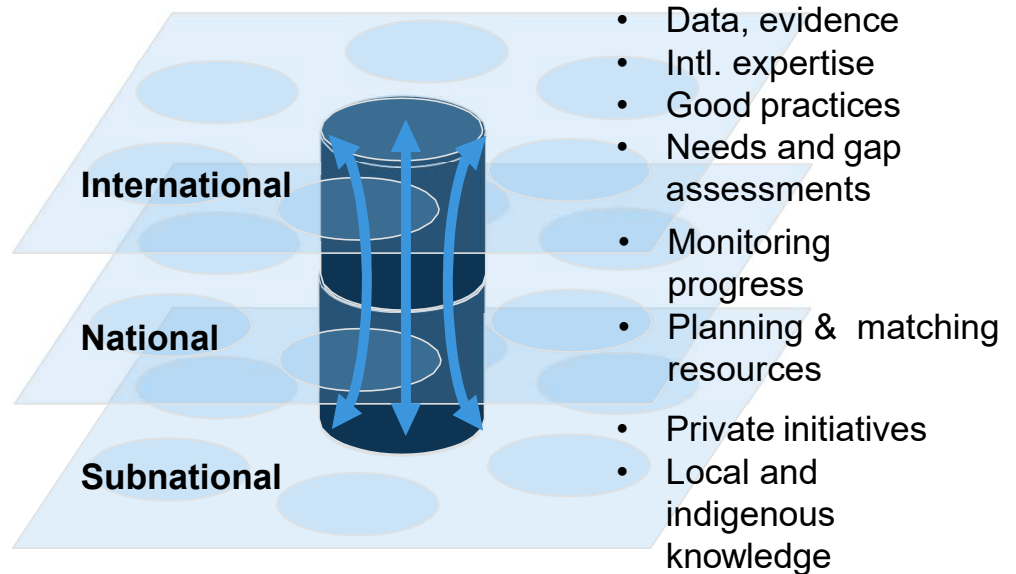 International
National
Subnational
• Data, evidence
• Intl. expertise
• Good practices
• Needs and gap
assessments
• Monitoring
progress
• Planning & matching
resources
• Private initiatives
• Local and
indigenous
knowledge